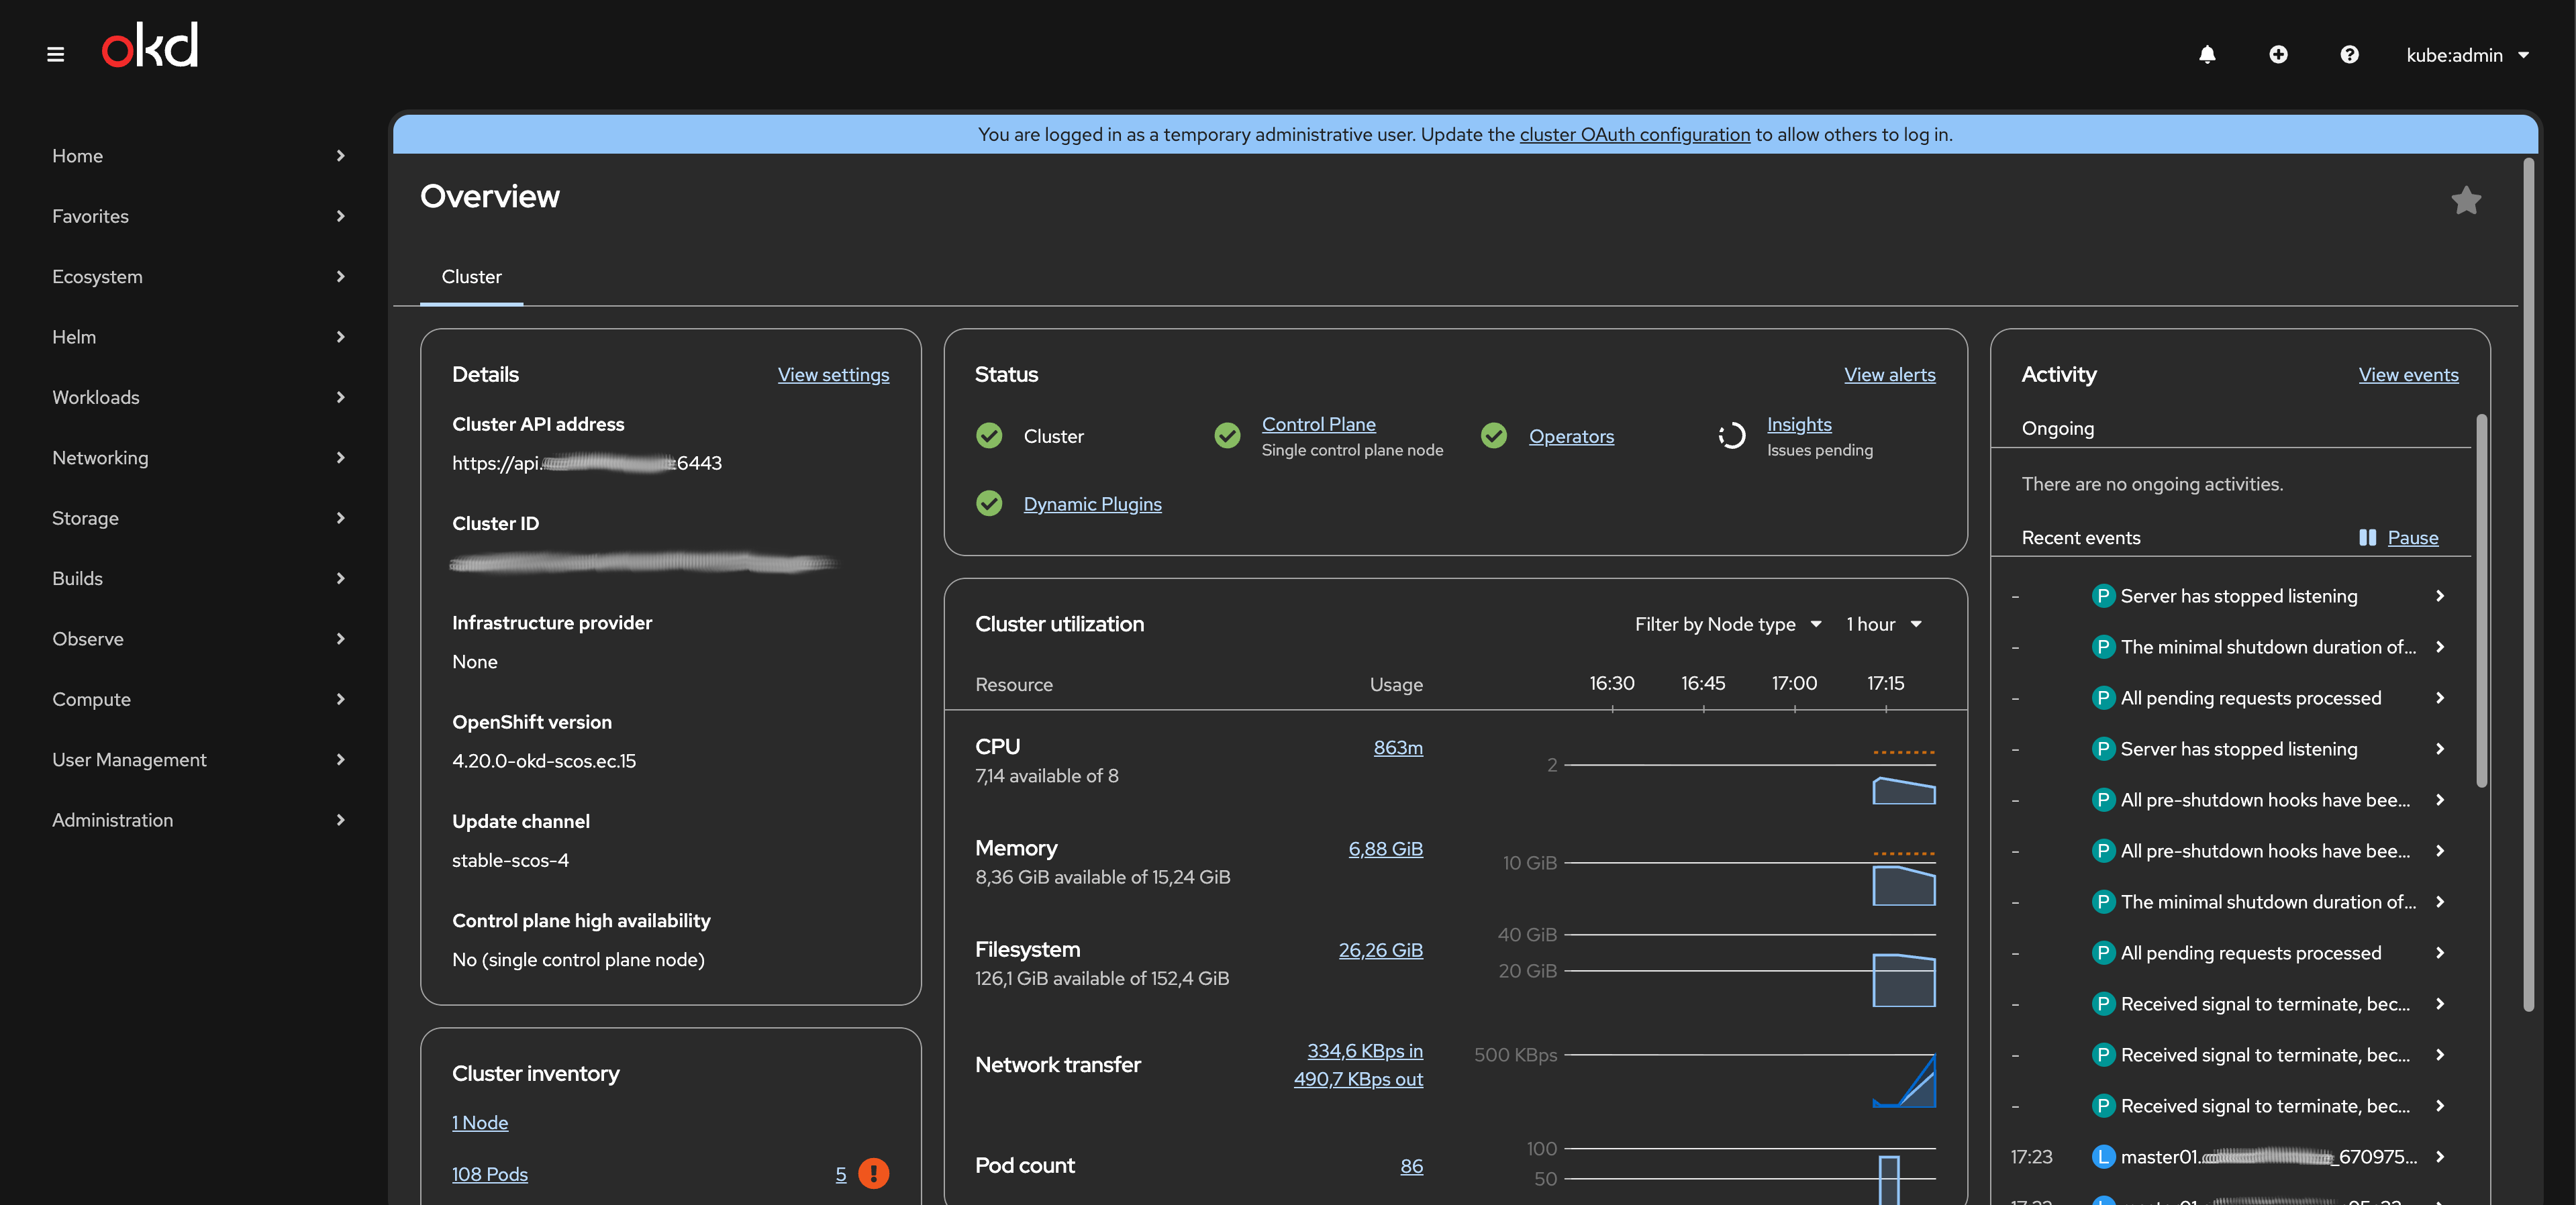 okd
kube:admin
Home
Favorites
Ecosystem
Helm
Workloads
Networking
Storage
Builds
Observe
Compute
User Management
Administration
You are logged in as a temporary administrative user. Update the cluster OAuth configuration to allow others to log in.
Overview
Cluster
Details
View settings
Cluster API address
https://api. :6443
Cluster ID
Infrastructure provider
None
OpenShift version
4.20.0-okd-scos.ec.15
Update channel
stable-scos-4
Control plane high availability
No (single control plane node)
Cluster inventory
1 Node
108 Pods
5
Status
View alerts
Cluster
Control Plane
Single control plane node
Operators
Insights
Issues pending
Dynamic Plugins
Cluster utilization
Filter by Node type
1 hour
Resource
Usage
16:30
16:45
17:00
17:15
CPU
863m
7,14 available of 8
2
Memory
6,88 GiB
8,36 GiB available of 15,24 GiB
10 GiB
Filesystem
26,26 GiB
126,1 GiB available of 152,4 GiB
40 GiB
20 GiB
Network transfer
334,6 KBps in
490,7 KBps out
500 KBps
Pod count
86
100
50
Activity
View events
Ongoing
There are no ongoing activities.
Recent events
Pause
- P Server has stopped listening
- P The minimal shutdown duration of...
- P All pending requests processed
- P Server has stopped listening
- P All pre-shutdown hooks have bee...
- P All pre-shutdown hooks have bee...
- P The minimal shutdown duration of...
- P All pending requests processed
- P Received signal to terminate, bec...
- P Received signal to terminate, bec...
- P Received signal to terminate, bec...
17:23 L master01. _670975...